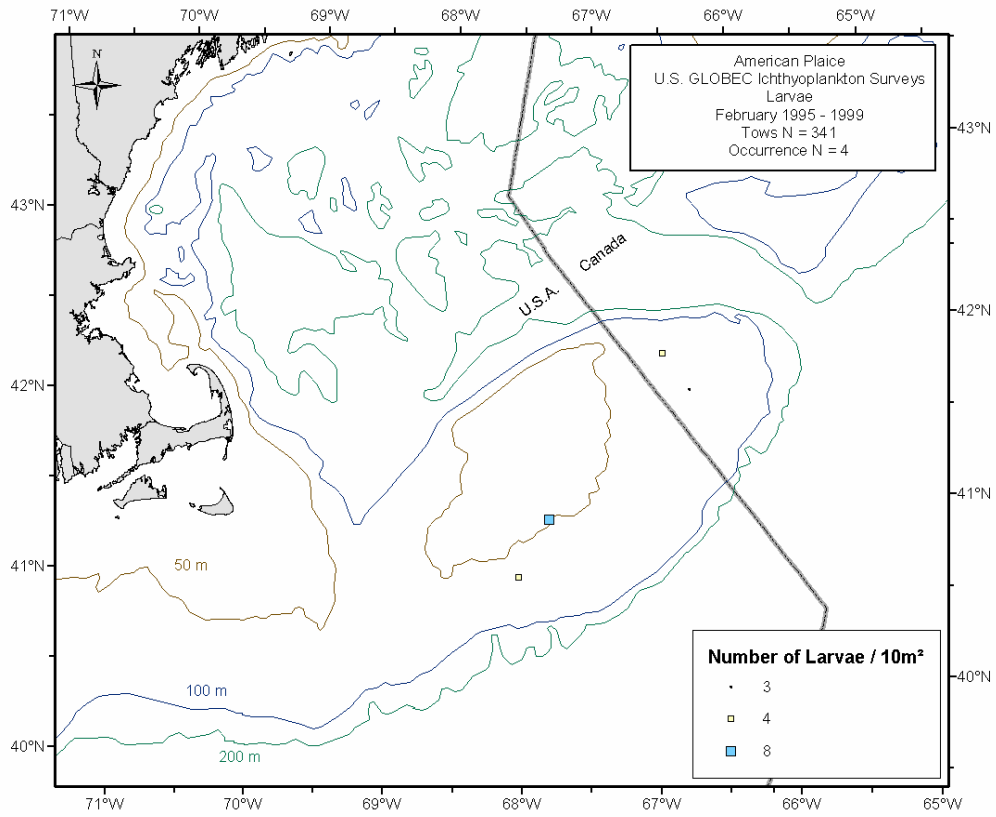 71°W 70°W 69°W 68°W 67°W 66°W 65°W
N
American Plaice
U.S. GLOBEC Ichthyoplankton Surveys
Larvae
February 1995 - 1999
Tows N = 341
Occurrence N = 4
43°N
43°N
Canada
U.S.A.
42°N
42°N
41°N
41°N
50 m
Number of Larvae / 10m²
3
4
8
40°N
100 m
40°N
200 m
71°W 70°W 69°W 68°W 67°W 66°W 65°W